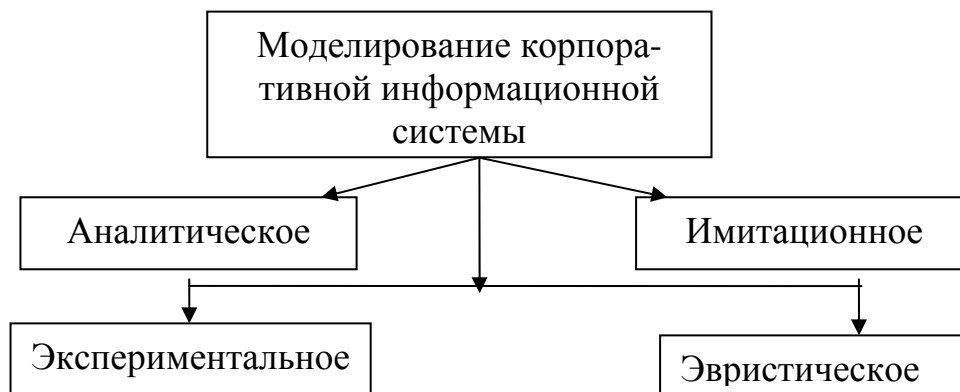 Моделирование корпора-
тивной информационной
системы
Аналитическое
Имитационное
Экспериментальное
Эвристическое